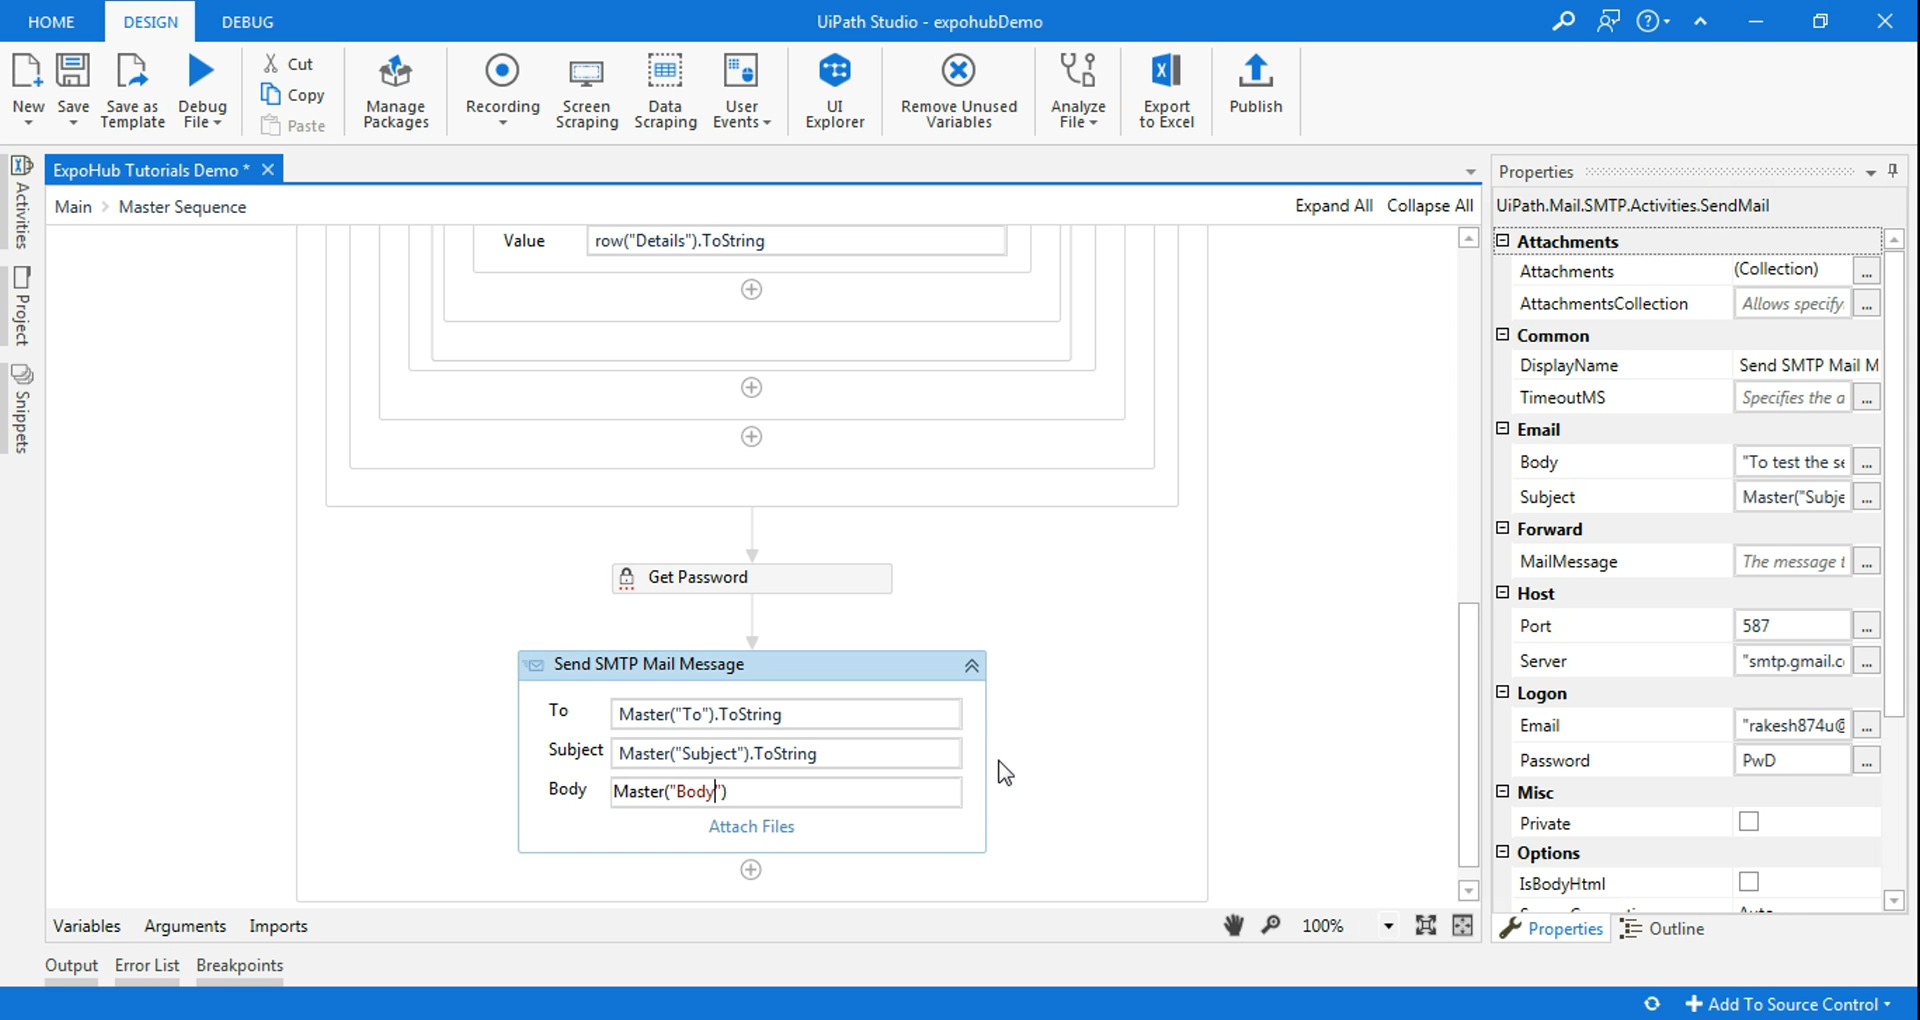 HOME DESIGN DEBUG UiPath Studio - expohubDemo
New Save Save as Template Debug File Cut Copy Paste Manage Packages Recording Screen Scraping Data Scraping User Events UI Explorer Remove Unused Variables Analyze File Export to Excel Publish
Activities
Project
Snippets
ExpoHub Tutorials Demo *
Main > Master Sequence Expand All Collapse All
Value row("Details").ToString
Get Password
Send SMTP Mail Message
To Master("To").ToString
Subject Master("Subject").ToString
Body Master("Body")
Attach Files
Variables Arguments Imports 100%
Output Error List Breakpoints
Properties
UiPath.Mail.SMTP.Activities.SendMail
Attachments
Attachments (Collection) ...
AttachmentsCollection Allows specify ...
Common
DisplayName Send SMTP Mail M
TimeoutMS Specifies the a ...
Email
Body "To test the se ...
Subject Master("Subje ...
Forward
MailMessage The message t ...
Host
Port 587 ...
Server "smtp.gmail.c ...
Logon
Email "rakesh874u@ ...
Password PwD ...
Misc
Private
Options
IsBodyHtml
Properties Outline
Add To Source Control